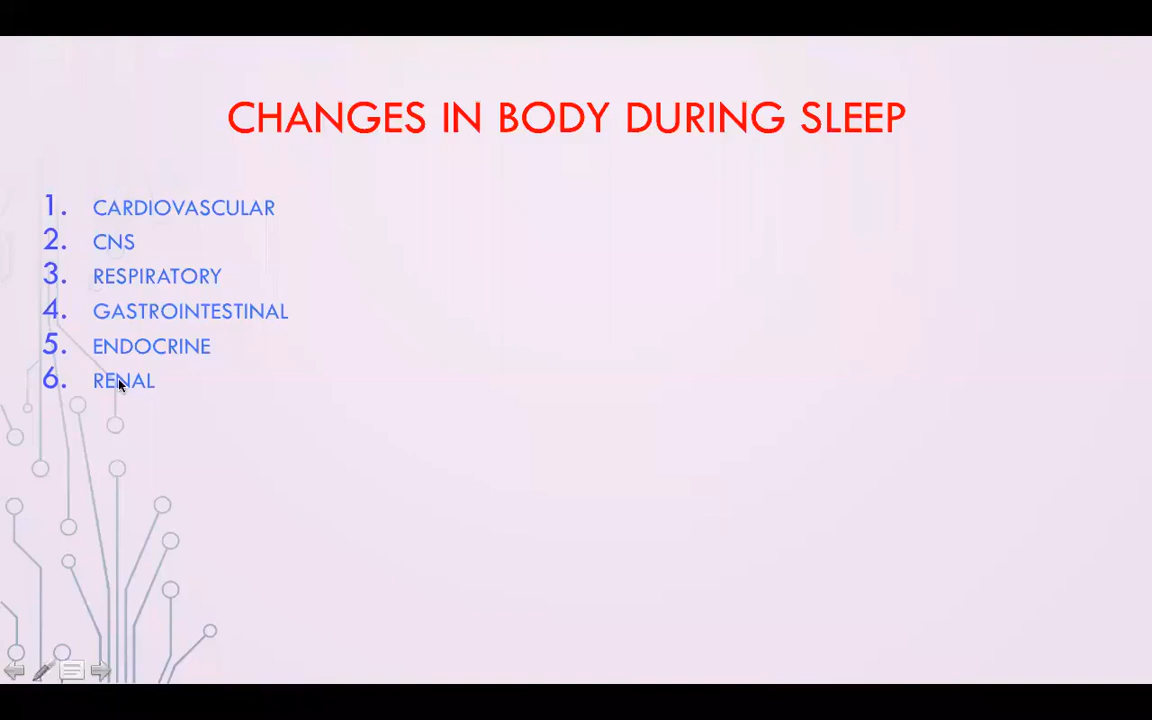 CHANGES IN BODY DURING SLEEP
1. CARDIOVASCULAR
2. CNS
3. RESPIRATORY
4. GASTROINTESTINAL
5. ENDOCRINE
6. RENAL